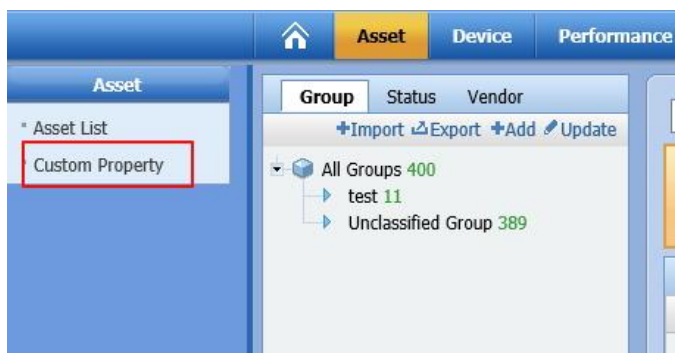 Asset Device Performance
Asset
Asset List
Custom Property
Group Status Vendor
+Import Export +Add Update
All Groups 400
test 11
Unclassified Group 389